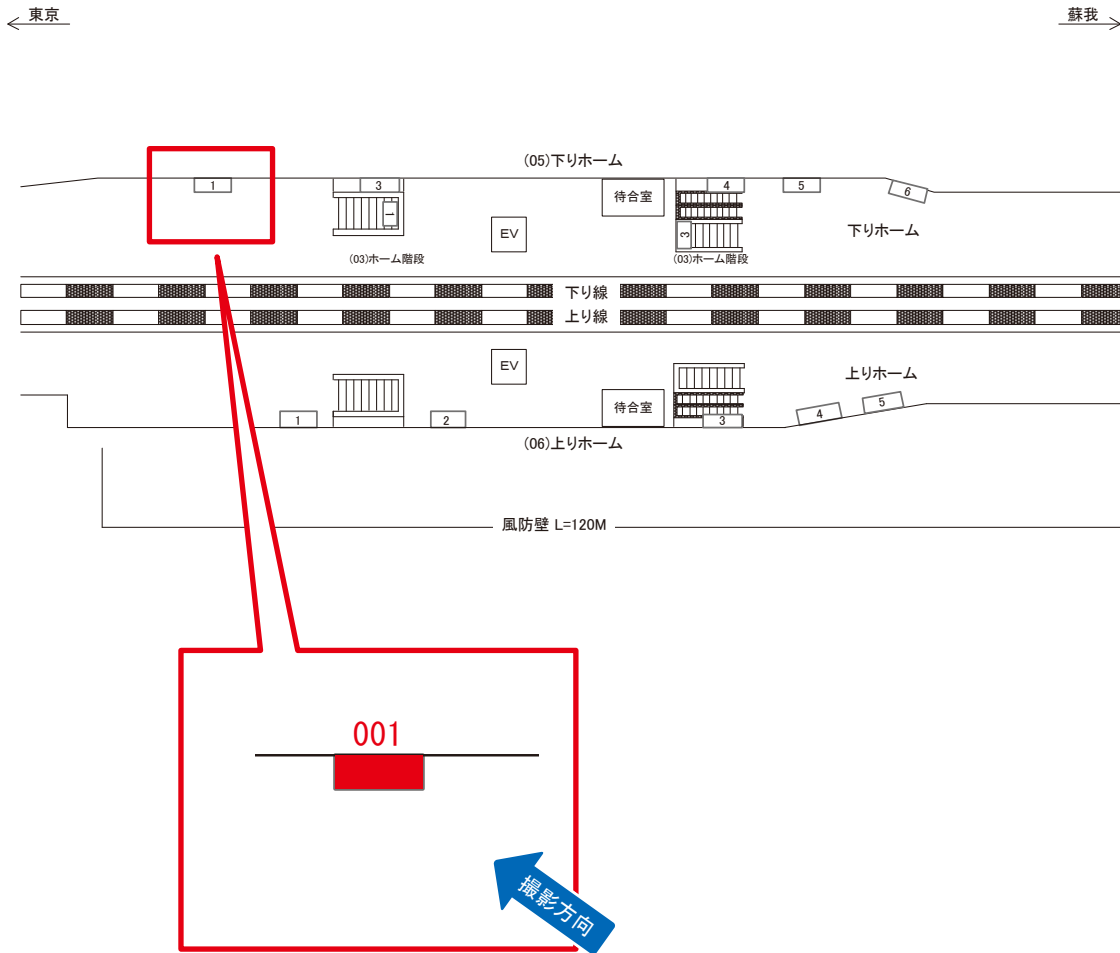 東京
蘇我
(05)下りホーム
1
3
待合室
4
5
6
1
EV
3
下りホーム
(03)ホーム階段
(03)ホーム階段
下り線
上り線
EV
上りホーム
待合室
1
2
3
4
5
(06)上りホーム
風防壁 L=120M
001
撮影方向